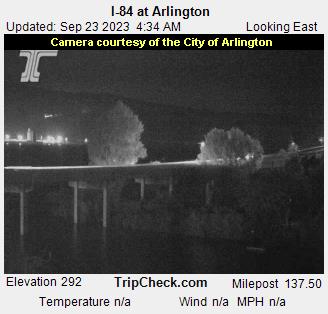 I-84 at Arlington
Updated: Sep 23 2023 4:34 AM Looking East
Camera courtesy of the City of Arlington
Elevation 292 TripCheck.com Milepost 137.50
Temperature n/a Wind n/a MPH n/a